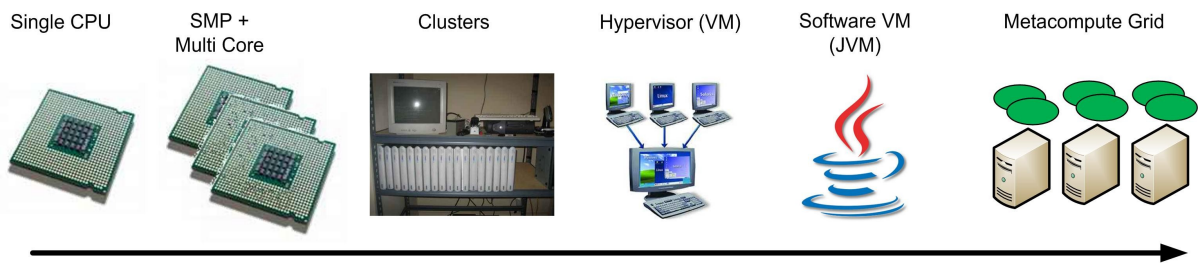 Single CPU
SMP +
Multi Core
Clusters
Hypervisor (VM)
Software VM
(JVM)
Metacompute Grid